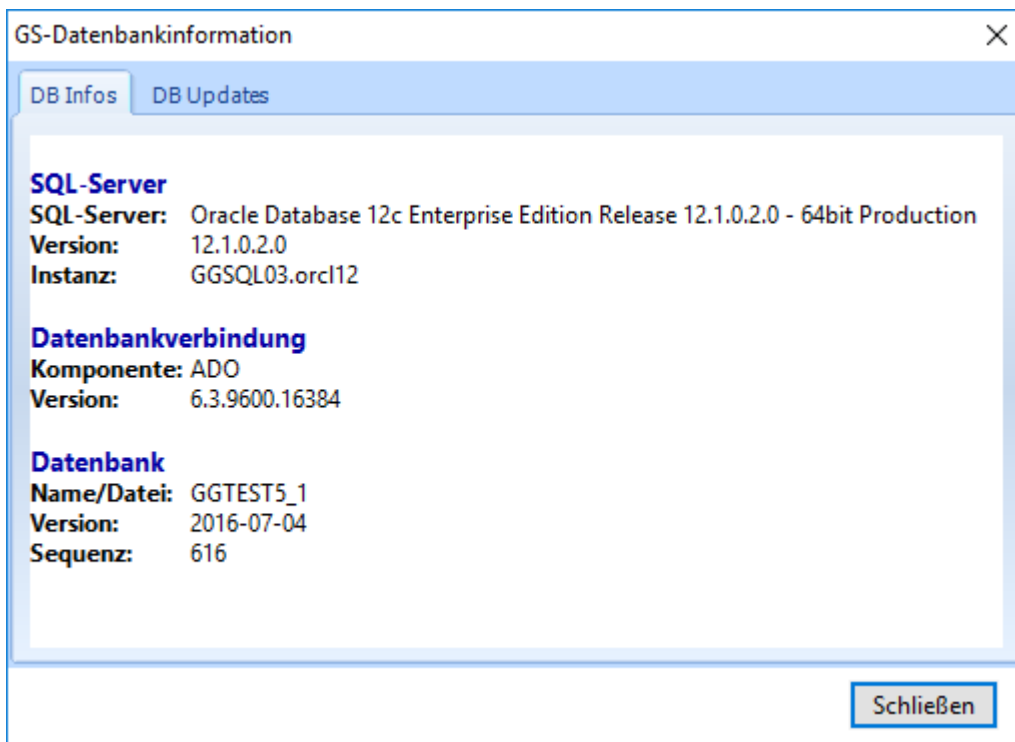 GS-Datenbankinformation
DB Infos DB Updates
SQL-Server
SQL-Server: Oracle Database 12c Enterprise Edition Release 12.1.0.2.0 - 64bit Production
Version: 12.1.0.2.0
Instanz: GGSQL03.orcl12
Datenbankverbindung
Komponente: ADO
Version: 6.3.9600.16384
Datenbank
Name/Datei: GGTEST5_1
Version: 2016-07-04
Sequenz: 616
Schließen